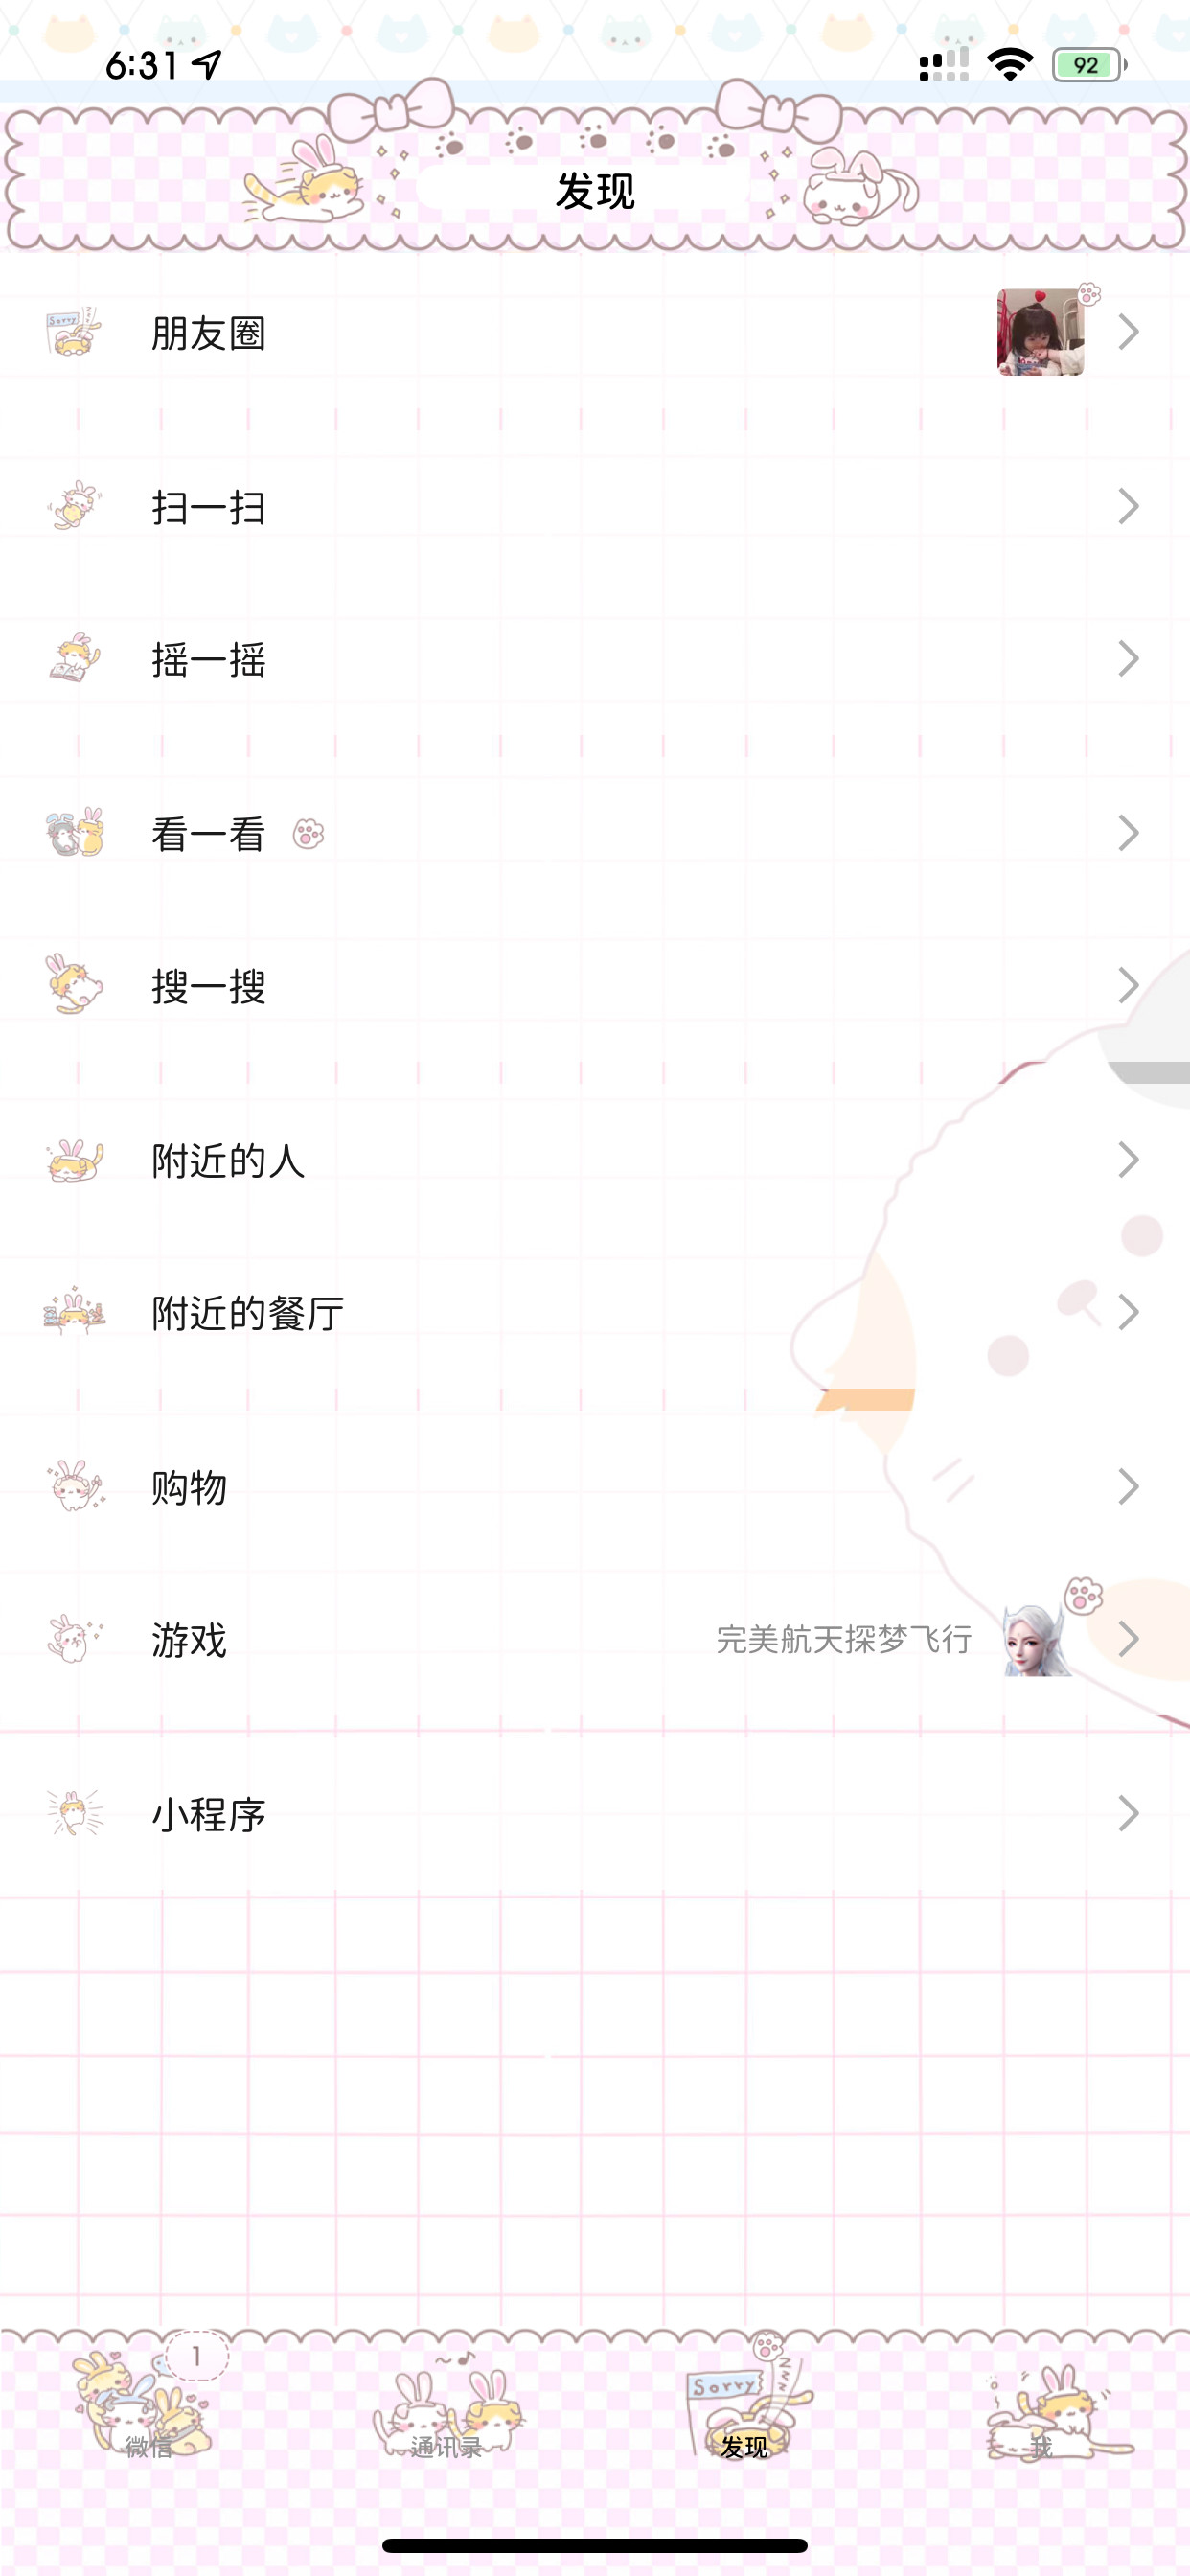 6:31
92
发现
Sorry
朋友圈
扫一扫
摇一摇
看一看
搜一搜
附近的人
附近的餐厅
购物
游戏
完美航天探梦飞行
小程序
1
Sorry
微信
通讯录
发现
我